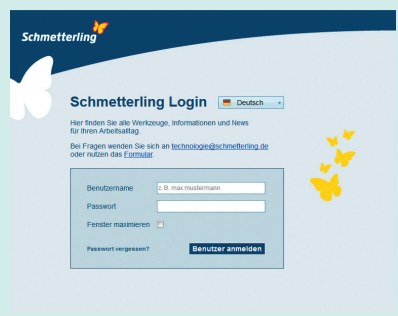 Schmetterling
Schmetterling Login
Deutsch
Hier finden Sie alle Werkzeuge, Informationen und News
für Ihren Arbeitsalltag.
Bei Fragen wenden Sie sich an technologie@schmetterling.de
oder nutzen das Formular.
Benutzername
z. B. max.mustermann
Passwort
Fenster maximieren
Passwort vergessen?
Benutzer anmelden